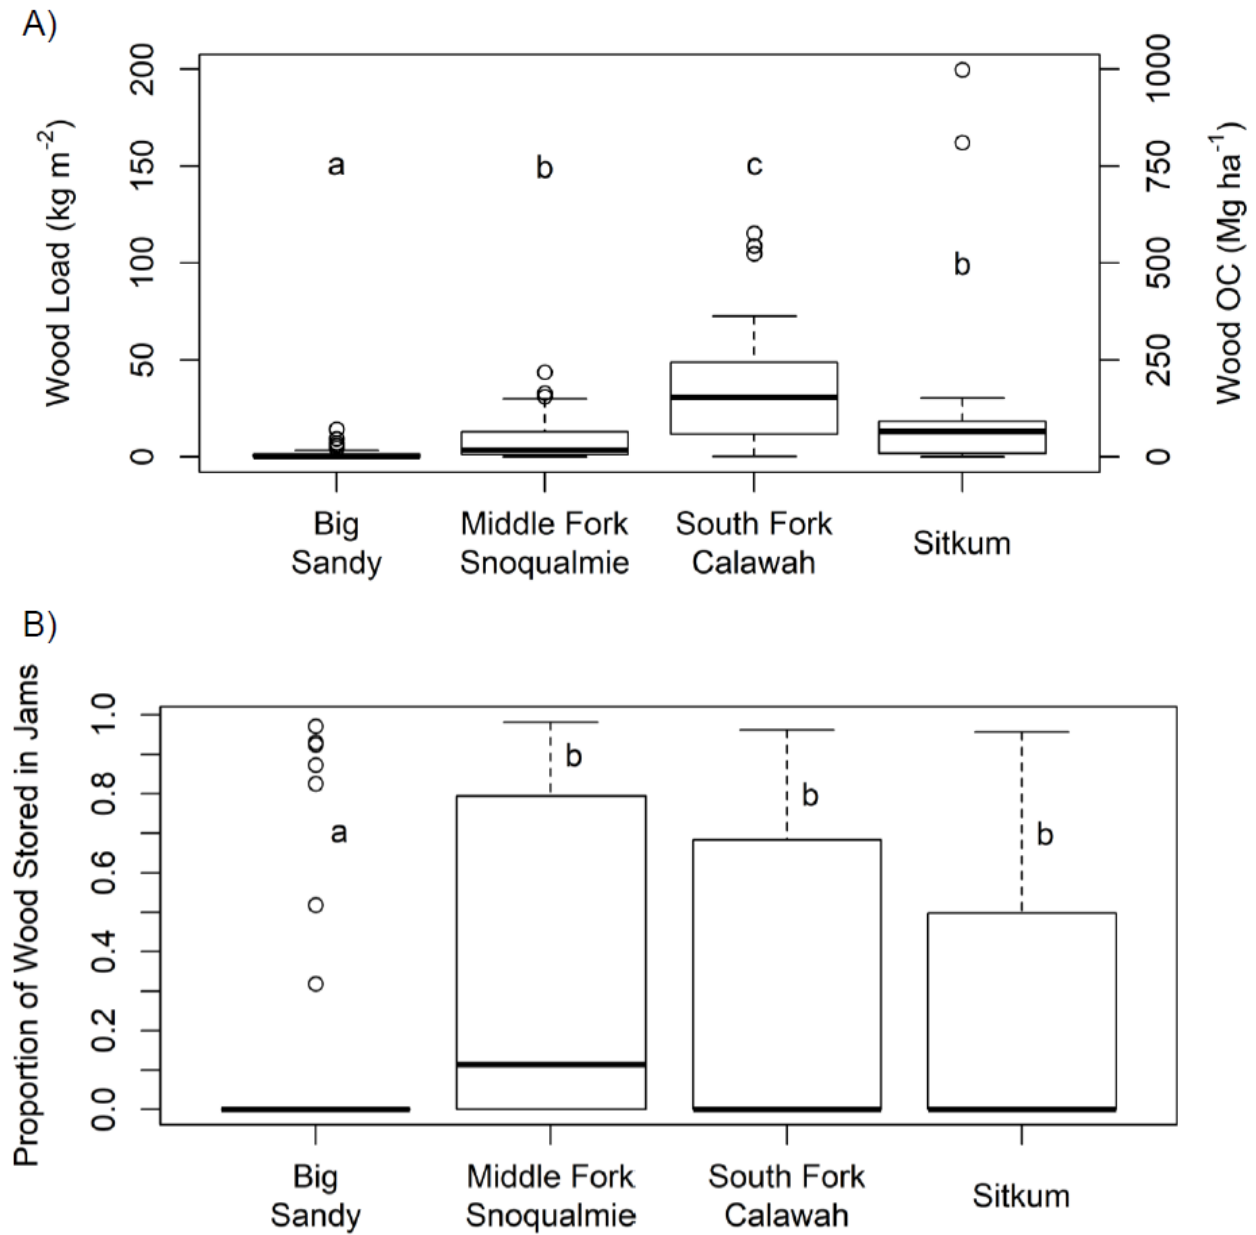 A)
Wood Load (kg m⁻²)
200
150
100
50
0
a
b
c
b
1000
750
500
250
0
Wood OC (Mg ha⁻¹)
Big
Sandy
Middle Fork
Snoqualmie
South Fork
Calawah
Sitkum
B)
Proportion of Wood Stored in Jams
1.0
0.8
0.6
0.4
0.2
0.0
a
b
b
b
Big
Sandy
Middle Fork
Snoqualmie
South Fork
Calawah
Sitkum